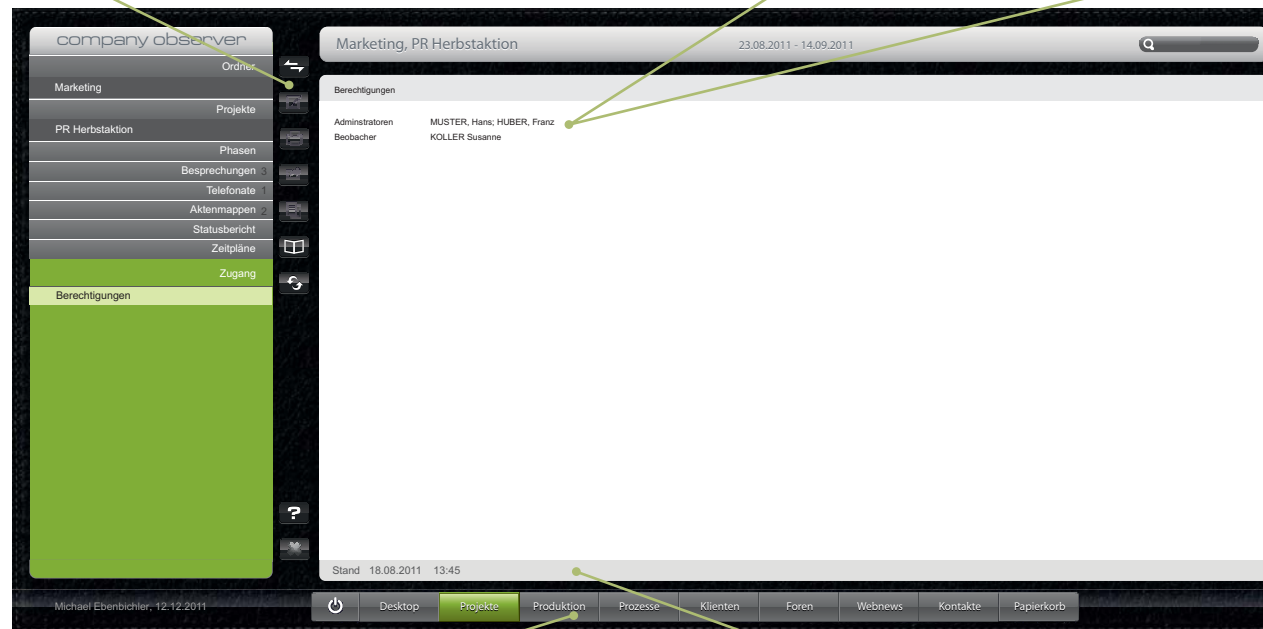 company observer
Ordner
Marketing
Projekte
PR Herbstaktion
Phasen
Besprechungen 3
Telefonate 1
Aktenmappen 2
Statusbericht
Zeitpläne
Zugang
Berechtigungen
?
Michael Ebenbichler, 12.12.2011
Marketing, PR Herbstaktion 23.08.2011 - 14.09.2011
Berechtigungen
Adminstratoren MUSTER, Hans; HUBER, Franz
Beobacher KOLLER Susanne
Stand 18.08.2011 13:45
Desktop Projekte Produktion Prozesse Klienten Foren Webnews Kontakte Papierkorb